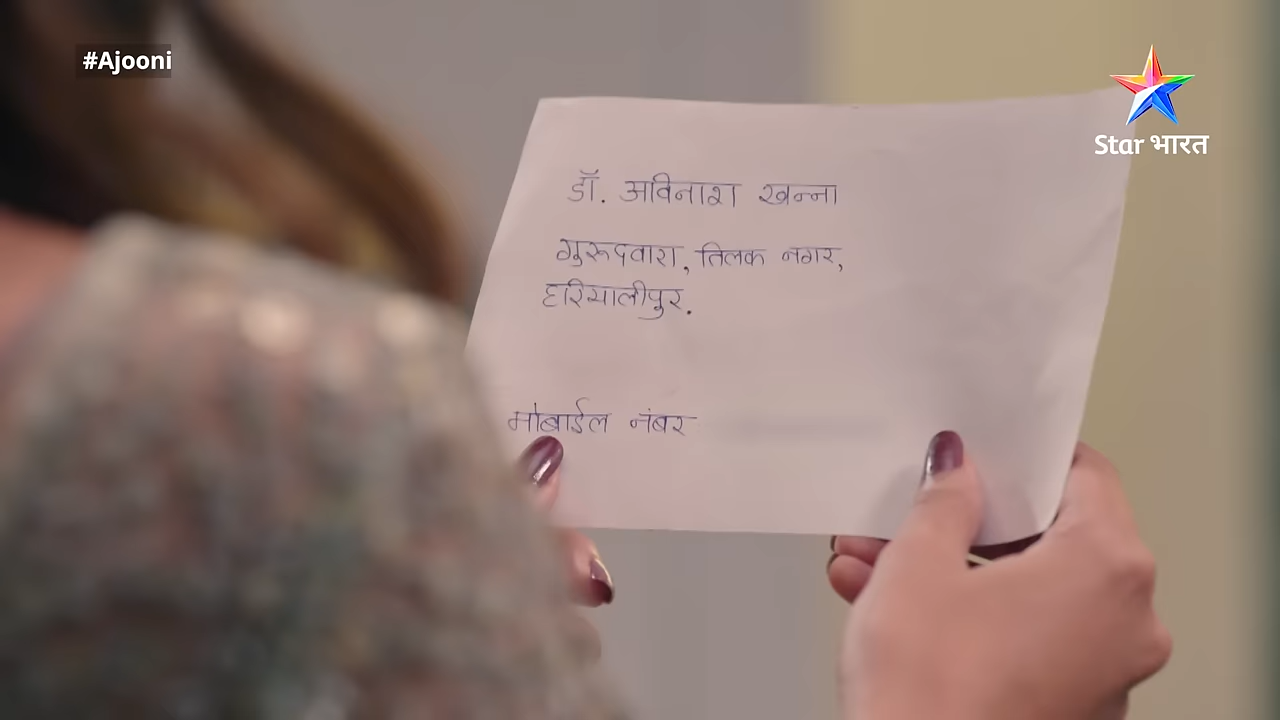 #Ajooni
Star भारत
डॉ. अविनाश खन्ना
गुरूदवारा, तिलक नगर,
हरियालीपुर.
मोबाईल नंबर